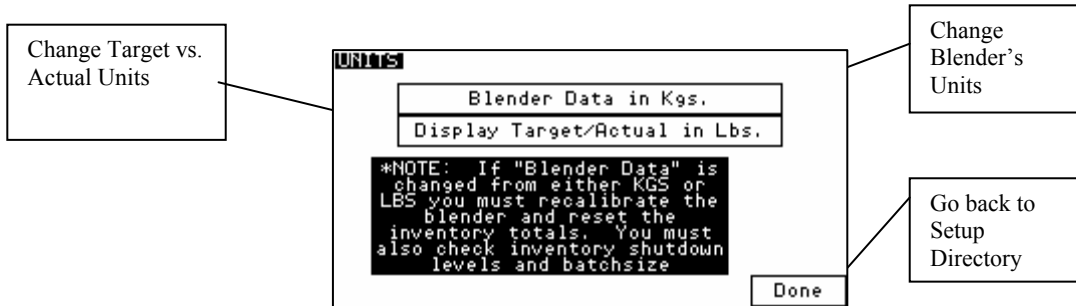 Change Target vs.
Actual Units
UNITS
Blender Data in Kgs.
Display Target/Actual in Lbs.
*NOTE: If "Blender Data" is
changed from either KGS or
LBS you must recalibrate the
blender and reset the
inventory totals. You must
also check inventory shutdown
levels and batchsize
Done
Change
Blender's
Units
Go back to
Setup
Directory